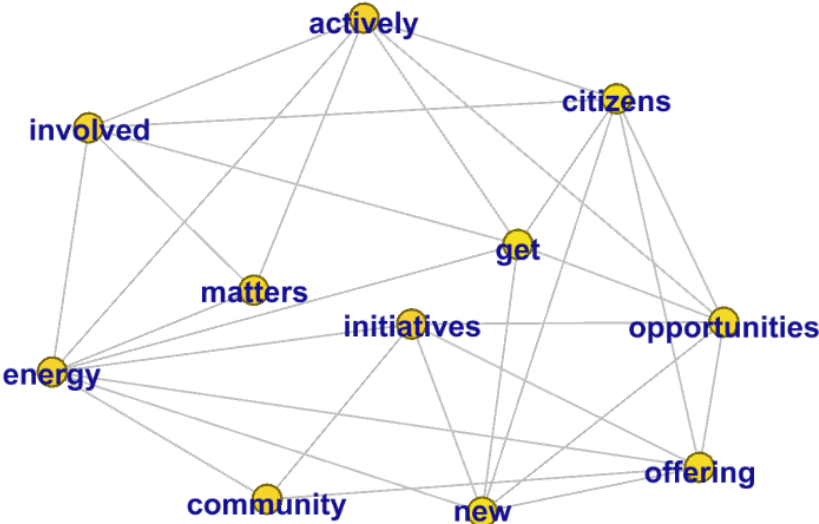 actively
citizens
involved
get
matters
initiatives
opportunities
energy
offering
community
new